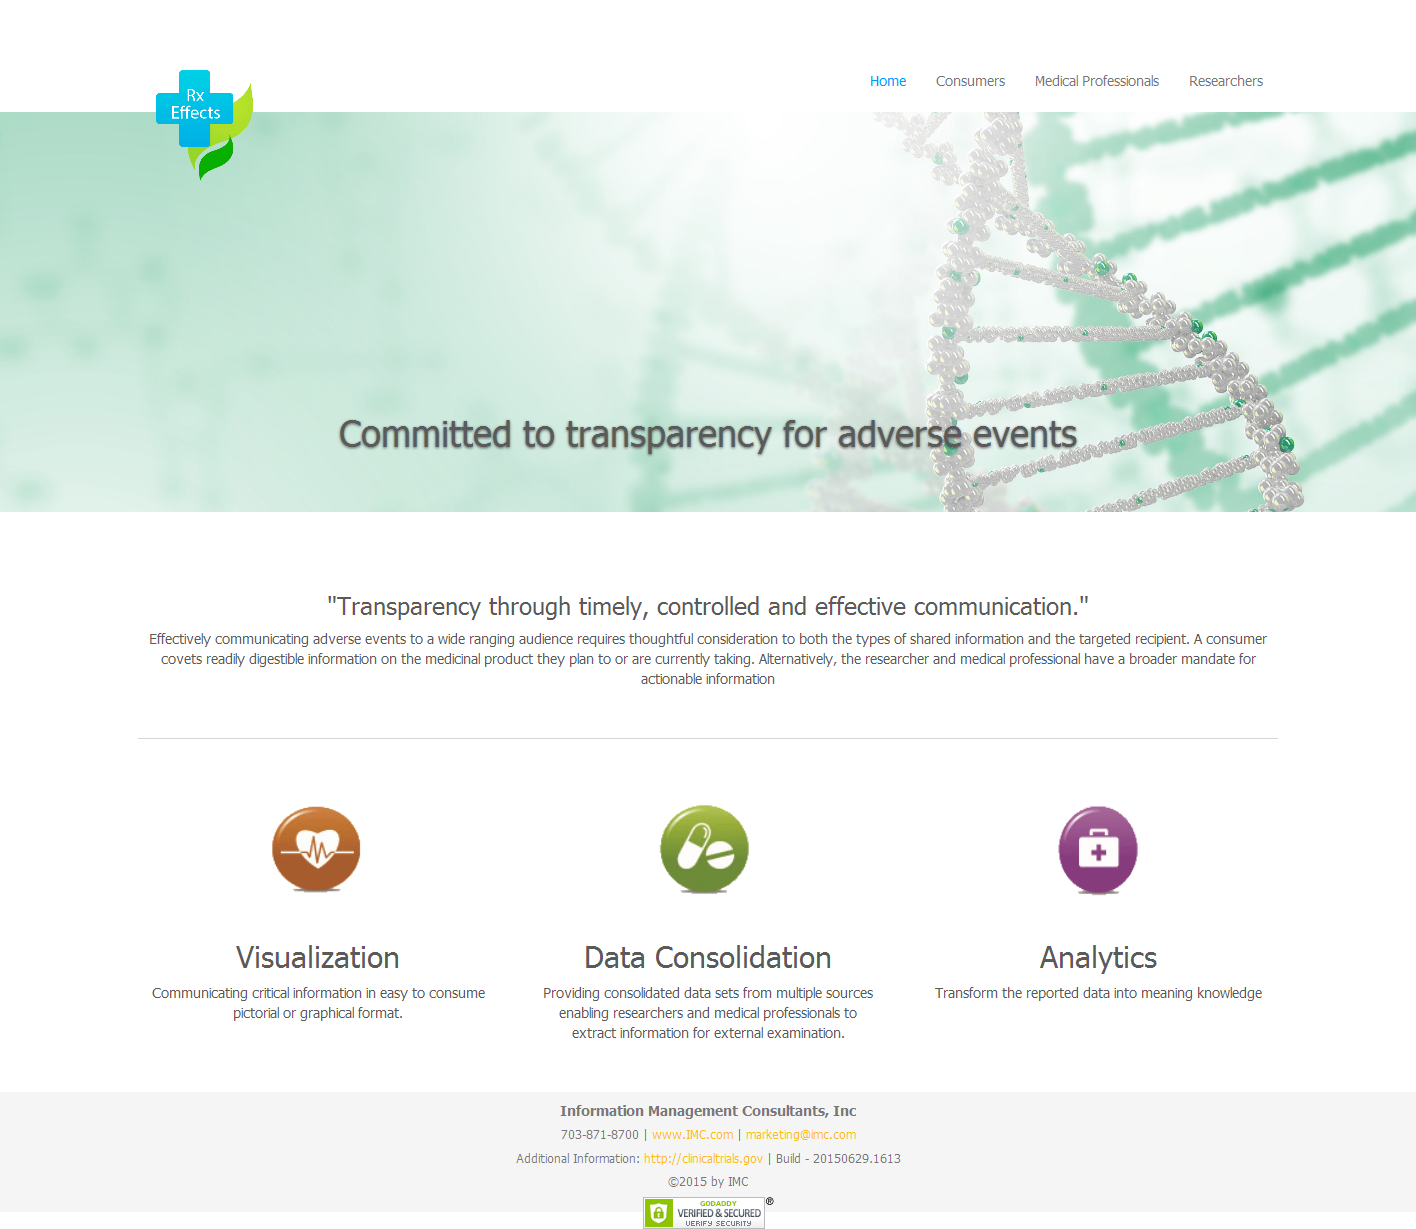 Rx
Effects
Home Consumers Medical Professionals Researchers
Committed to transparency for adverse events
"Transparency through timely, controlled and effective communication."
Effectively communicating adverse events to a wide ranging audience requires thoughtful consideration to both the types of shared information and the targeted recipient. A consumer
covets readily digestible information on the medicinal product they plan to or are currently taking. Alternatively, the researcher and medical professional have a broader mandate for
actionable information
Visualization
Communicating critical information in easy to consume
pictorial or graphical format.
Data Consolidation
Providing consolidated data sets from multiple sources
enabling researchers and medical professionals to
extract information for external examination.
Analytics
Transform the reported data into meaning knowledge
Information Management Consultants, Inc
703-871-8700 | www.IMC.com | marketing@imc.com
Additional Information: http://clinicaltrials.gov | Build - 20150629.1613
©2015 by IMC
GODADDY
VERIFIED & SECURED
VERIFY SECURITY
®